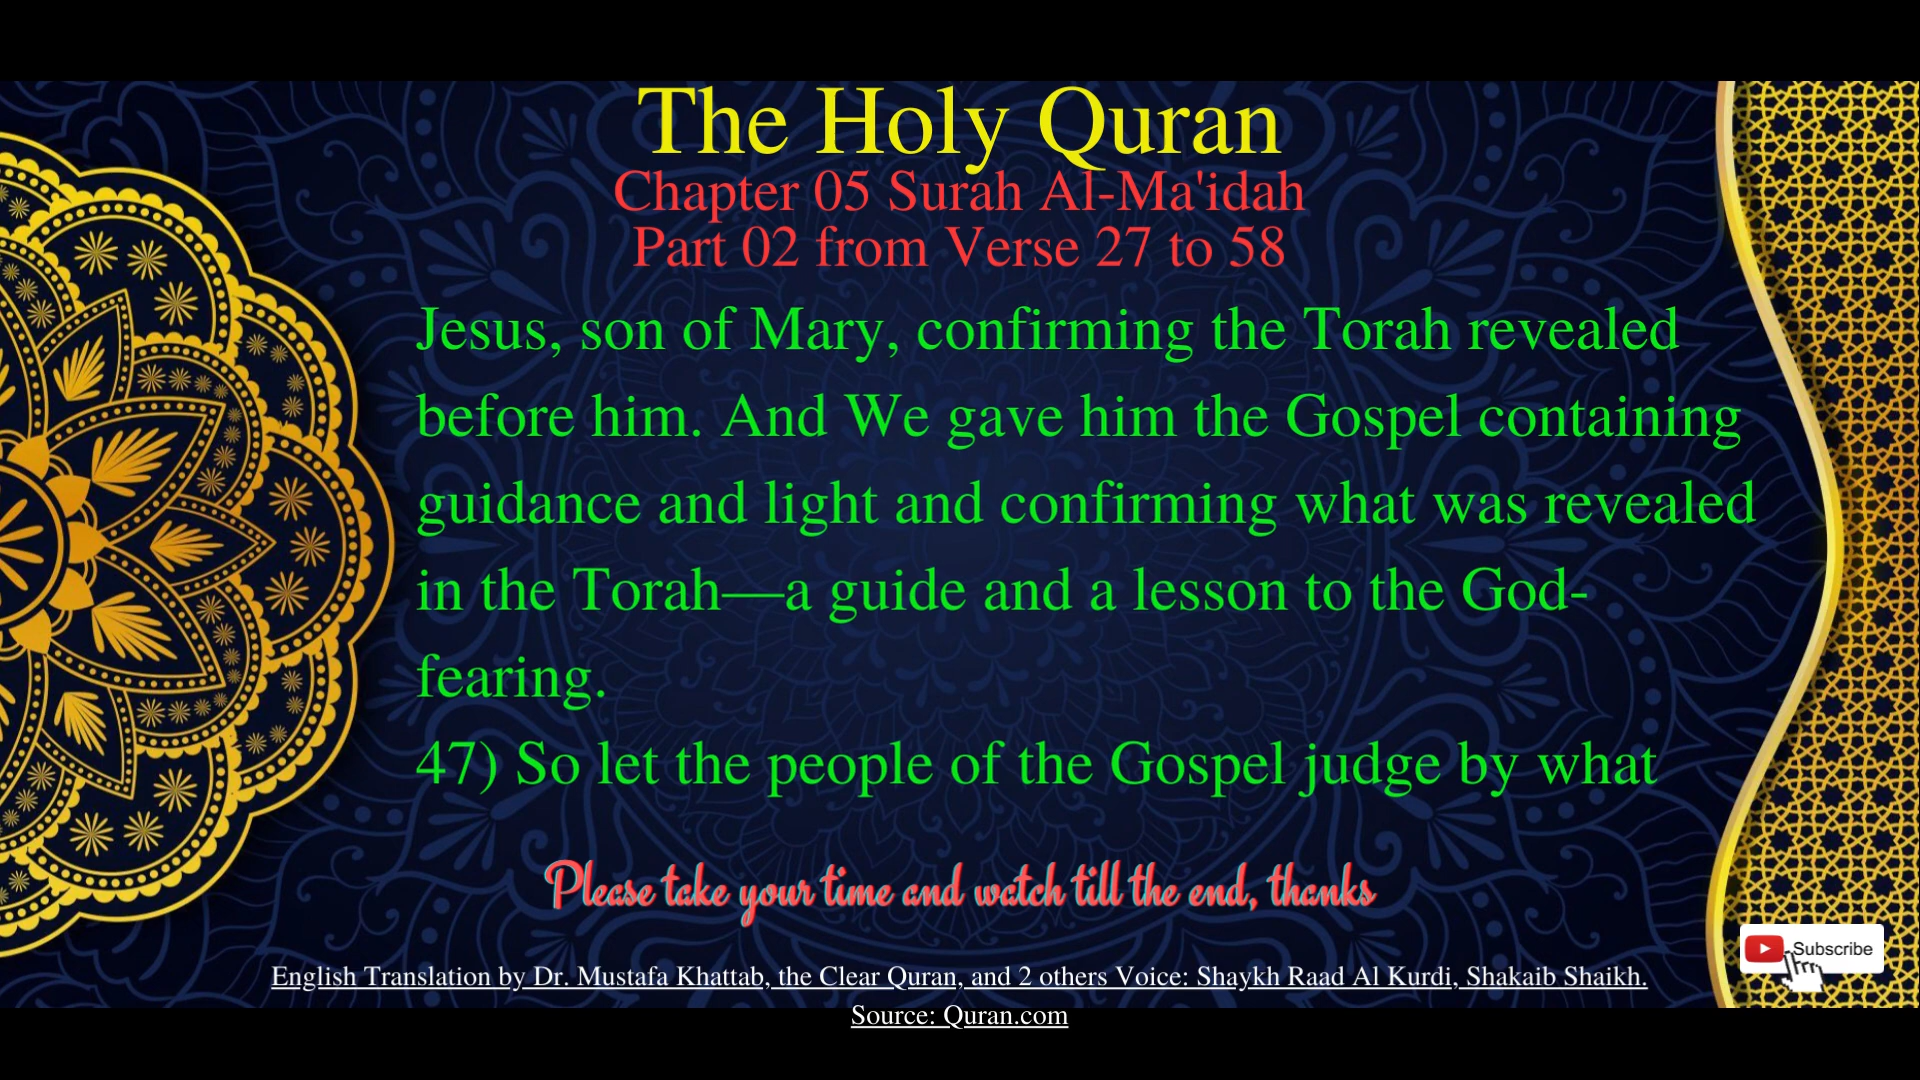 The Holy Quran
Chapter 05 Surah Al-Ma'idah
Part 02 from Verse 27 to 58
Jesus, son of Mary, confirming the Torah revealed
before him. And We gave him the Gospel containing
guidance and light and confirming what was revealed
in the Torah—a guide and a lesson to the God-
fearing.
47) So let the people of the Gospel judge by what
Please take your time and watch till the end, thanks
Subscribe
English Translation by Dr. Mustafa Khattab, the Clear Quran, and 2 others Voice: Shaykh Raad Al Kurdi, Shakaib Shaikh.
Source: Quran.com